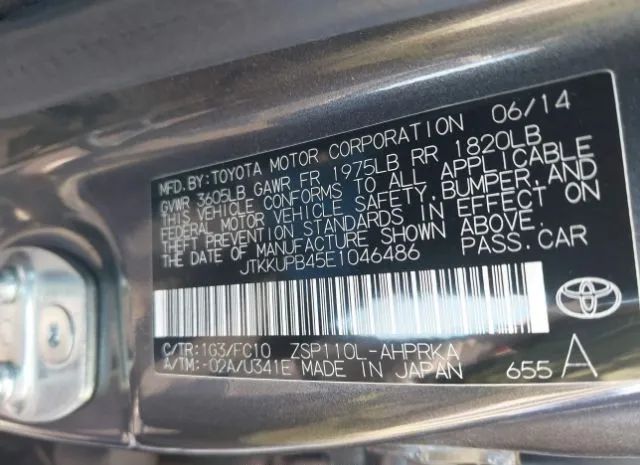 MFD.BY:TOYOTA MOTOR CORPORATION 06/14
GVWR 3605LB GAWR FR 1975LB RR 1820LB
THIS VEHICLE CONFORMS TO ALL APPLICABLE
FEDERAL MOTOR VEHICLE SAFETY,BUMPER,AND
THEFT PREVENTION STANDARDS IN EFFECT ON
THE DATE OF MANUFACTURE SHOWN ABOVE.
JTKKUPB45E1046486 PASS.CAR
C/TR:1G3/FC10 ZSP110L-AHPRKA
A/TM:-02A/U341E MADE IN JAPAN 655 A